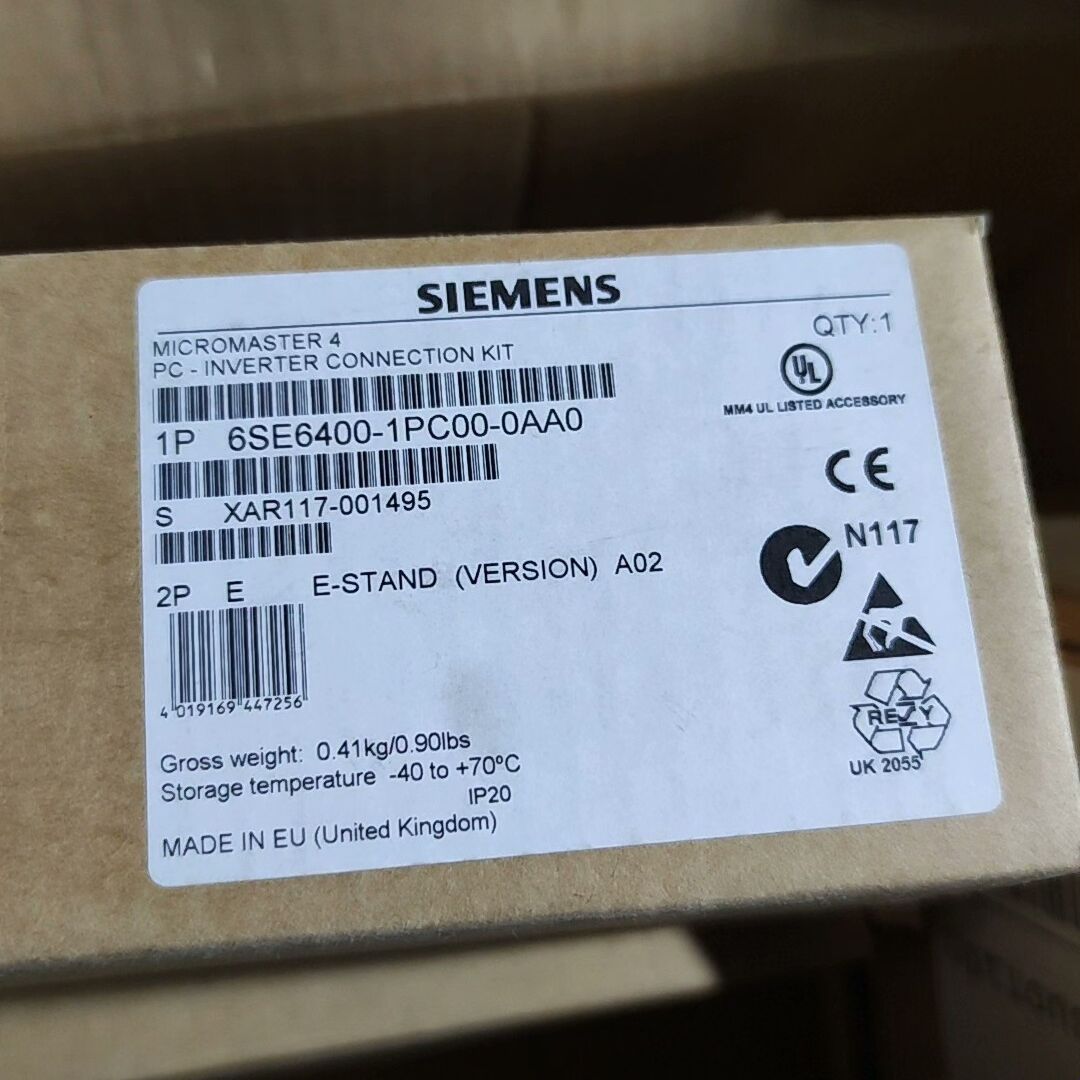 SIEMENS
MICROMASTER 4
PC - INVERTER CONNECTION KIT
QTY:1
UL
MM4 UL LISTED ACCESSORY
1P 6SE6400-1PC00-0AA0
CE
S XAR117-001495
N117
2P E E-STAND (VERSION) A02
4 019169 447256
RESY
UK 2055
Gross weight: 0.41kg/0.90lbs
Storage temperature -40 to +70ºC
IP20
MADE IN EU (United Kingdom)